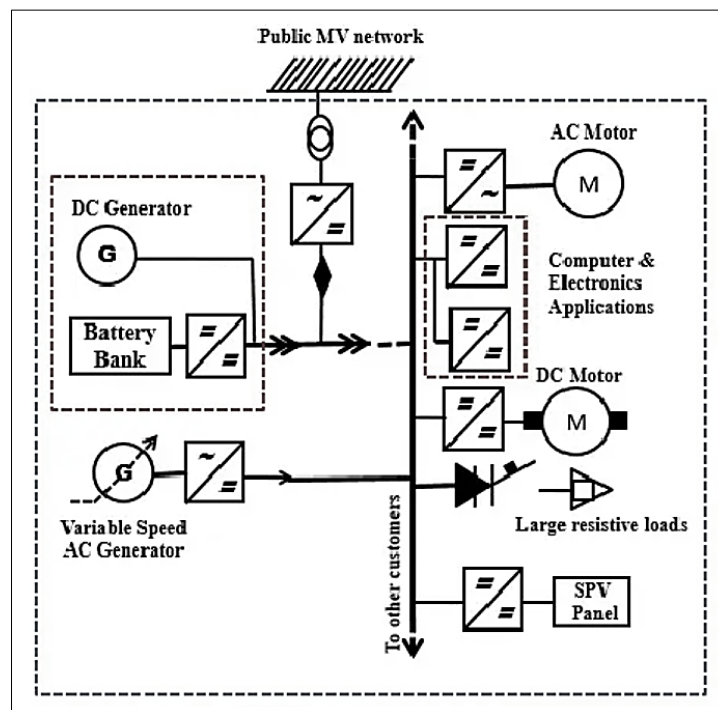 Public MV network
AC Motor
M
DC Generator
G
~
=
=
~
=
=
Computer &
Electronics
Applications
Battery
Bank
=
=
=
=
DC Motor
=
=
M
G
~
=
Variable Speed
AC Generator
Large resistive loads
To other customers
=
=
SPV
Panel